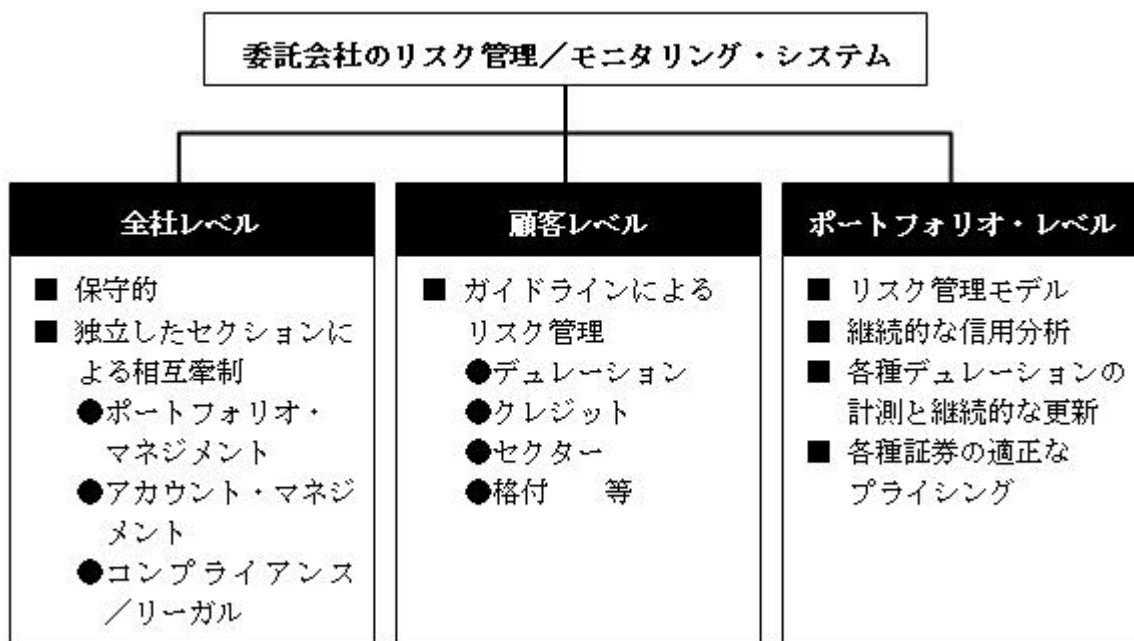 委託会社のリスク管理／モニタリング・システム
全社レベル
■ 保守的
■ 独立したセクションに
よる相互牽制
●ポートフォリオ・
マネジメント
●アカウント・マネジ
メント
●コンプライアンス
／リーガル
顧客レベル
■ ガイドラインによる
リスク管理
●デュレーション
●クレジット
●セクター
●格付　　等
ポートフォリオ・レベル
■ リスク管理モデル
■ 継続的な信用分析
■ 各種デュレーションの
計測と継続的な更新
■ 各種証券の適正な
プライシング